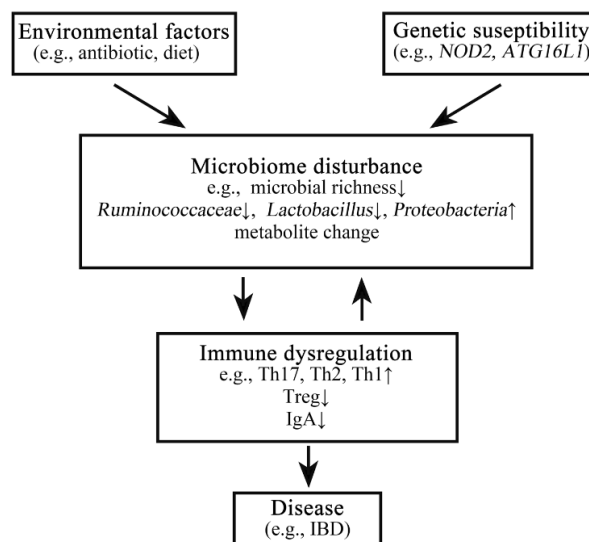 Environmental factors
(e.g., antibiotic, diet)
Genetic suseptibility
(e.g., NOD2, ATG16L1)
Microbiome disturbance
e.g., microbial richness↓
Ruminococcaceae↓, Lactobacillus↓, Proteobacteria↑
metabolite change
Immune dysregulation
e.g., Th17, Th2, Th1↑
Treg↓
IgA↓
Disease
(e.g., IBD)